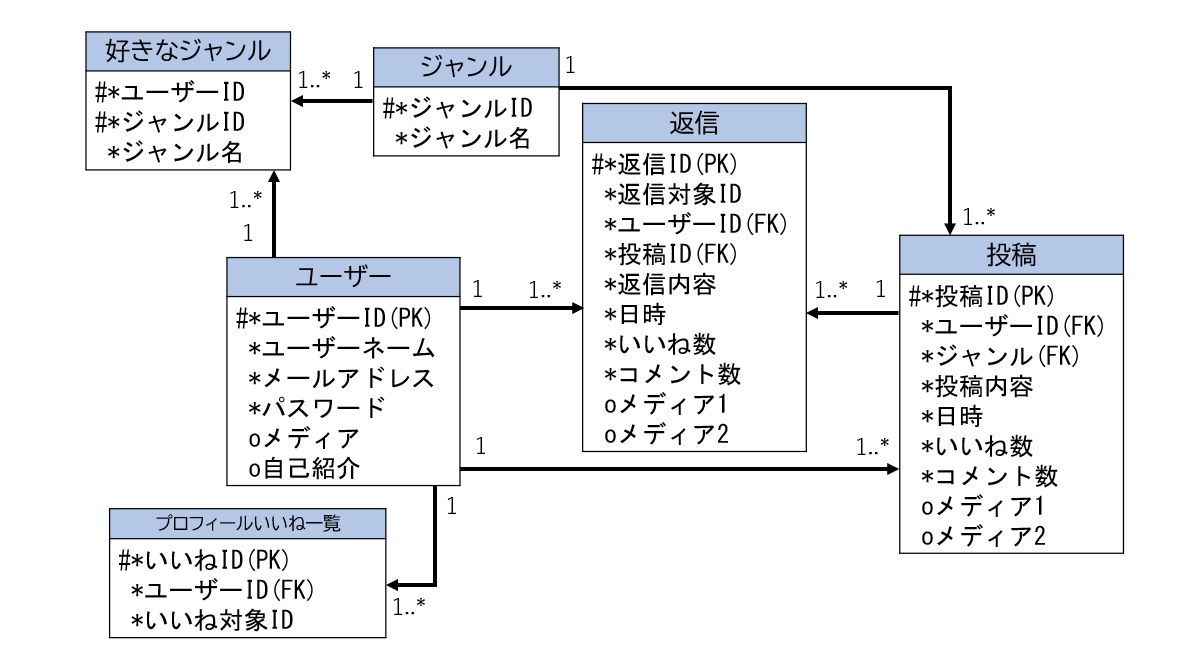 好きなジャンル
#*ユーザーID
#*ジャンルID
*ジャンル名
1..*
1
ジャンル
#*ジャンルID
*ジャンル名
1
1..*
返信
#*返信ID(PK)
*返信対象ID
*ユーザーID(FK)
*投稿ID(FK)
*返信内容
*日時
*いいね数
*コメント数
oメディア1
oメディア2
1..*
1
ユーザー
#*ユーザーID(PK)
*ユーザーネーム
*メールアドレス
*パスワード
oメディア
o自己紹介
1
1..*
1..*
1
投稿
#*投稿ID(PK)
*ユーザーID(FK)
*ジャンル(FK)
*投稿内容
*日時
*いいね数
*コメント数
oメディア1
oメディア2
1
1..*
1
プロフィールいいね一覧
#*いいねID(PK)
*ユーザーID(FK)
*いいね対象ID
1..*